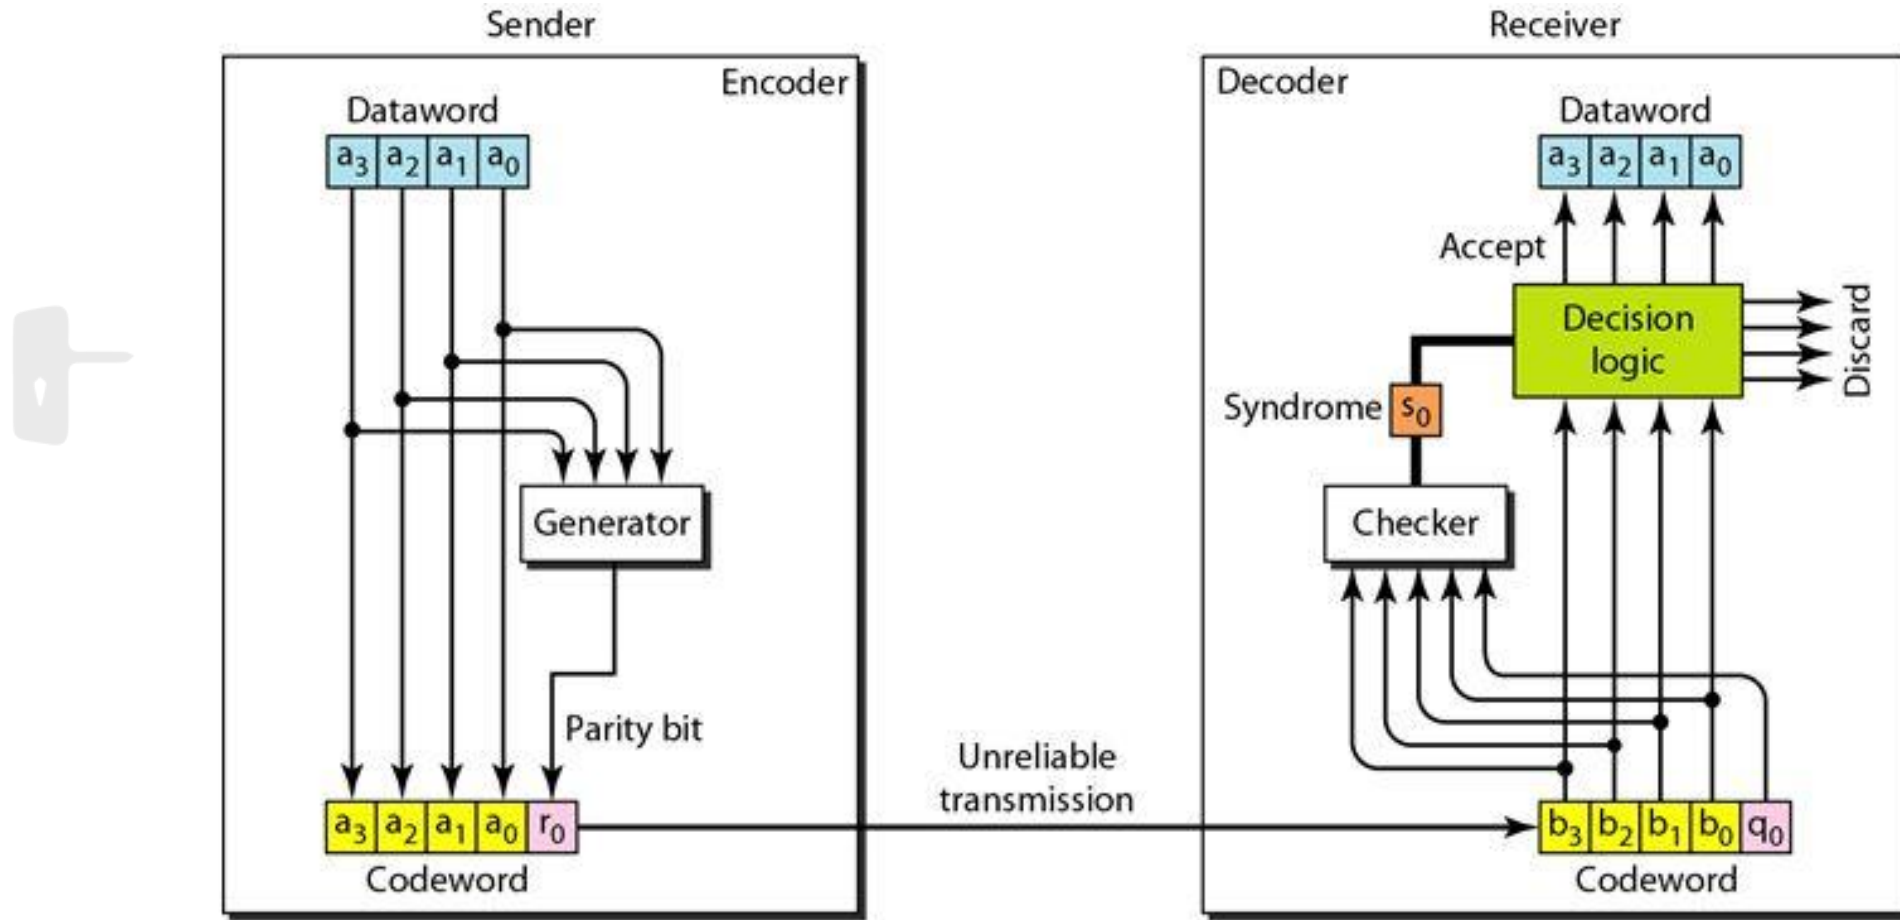 Sender
Encoder
Dataword
a3 a2 a1 a0
Generator
Parity bit
a3 a2 a1 a0 r0
Codeword
Unreliable
transmission
Receiver
Decoder
Dataword
a3 a2 a1 a0
Accept
Decision
logic
Discard
Syndrome
s0
Checker
b3 b2 b1 b0 q0
Codeword